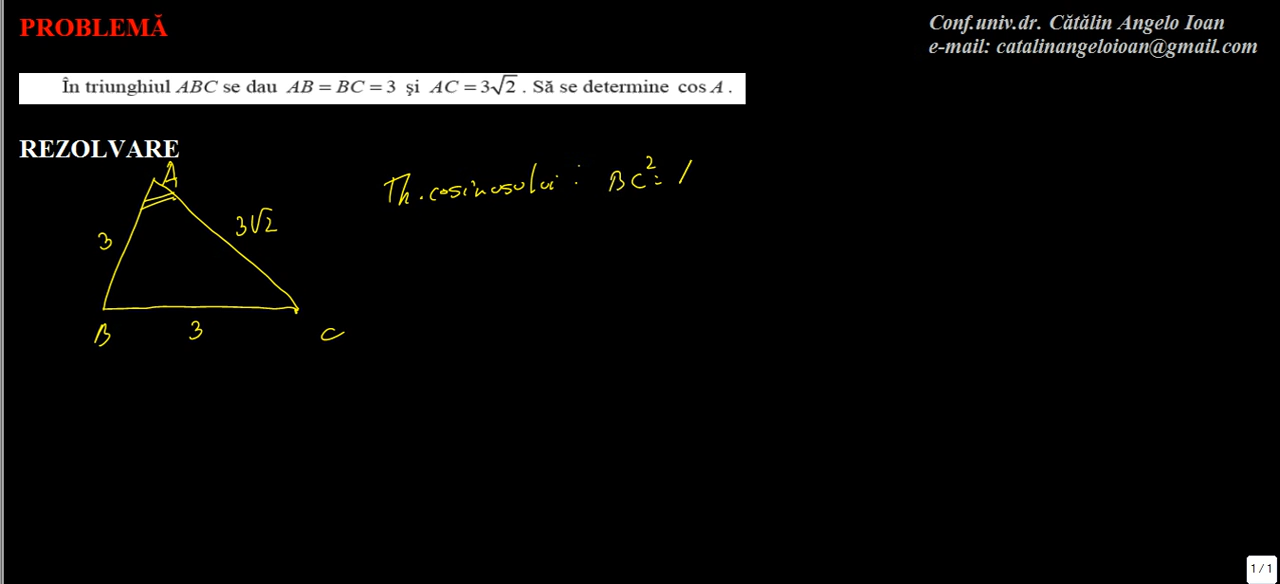 PROBLEMĂ
Conf.univ.dr. Cătălin Angelo Ioan
e-mail: catalinangeloioan@gmail.com
În triunghiul ABC se dau AB = BC = 3 şi AC = 3√2 . Să se determine cos A .
REZOLVARE
A
Th. cosinusului : BC² =
3
3√2
B
3
C
1 / 1